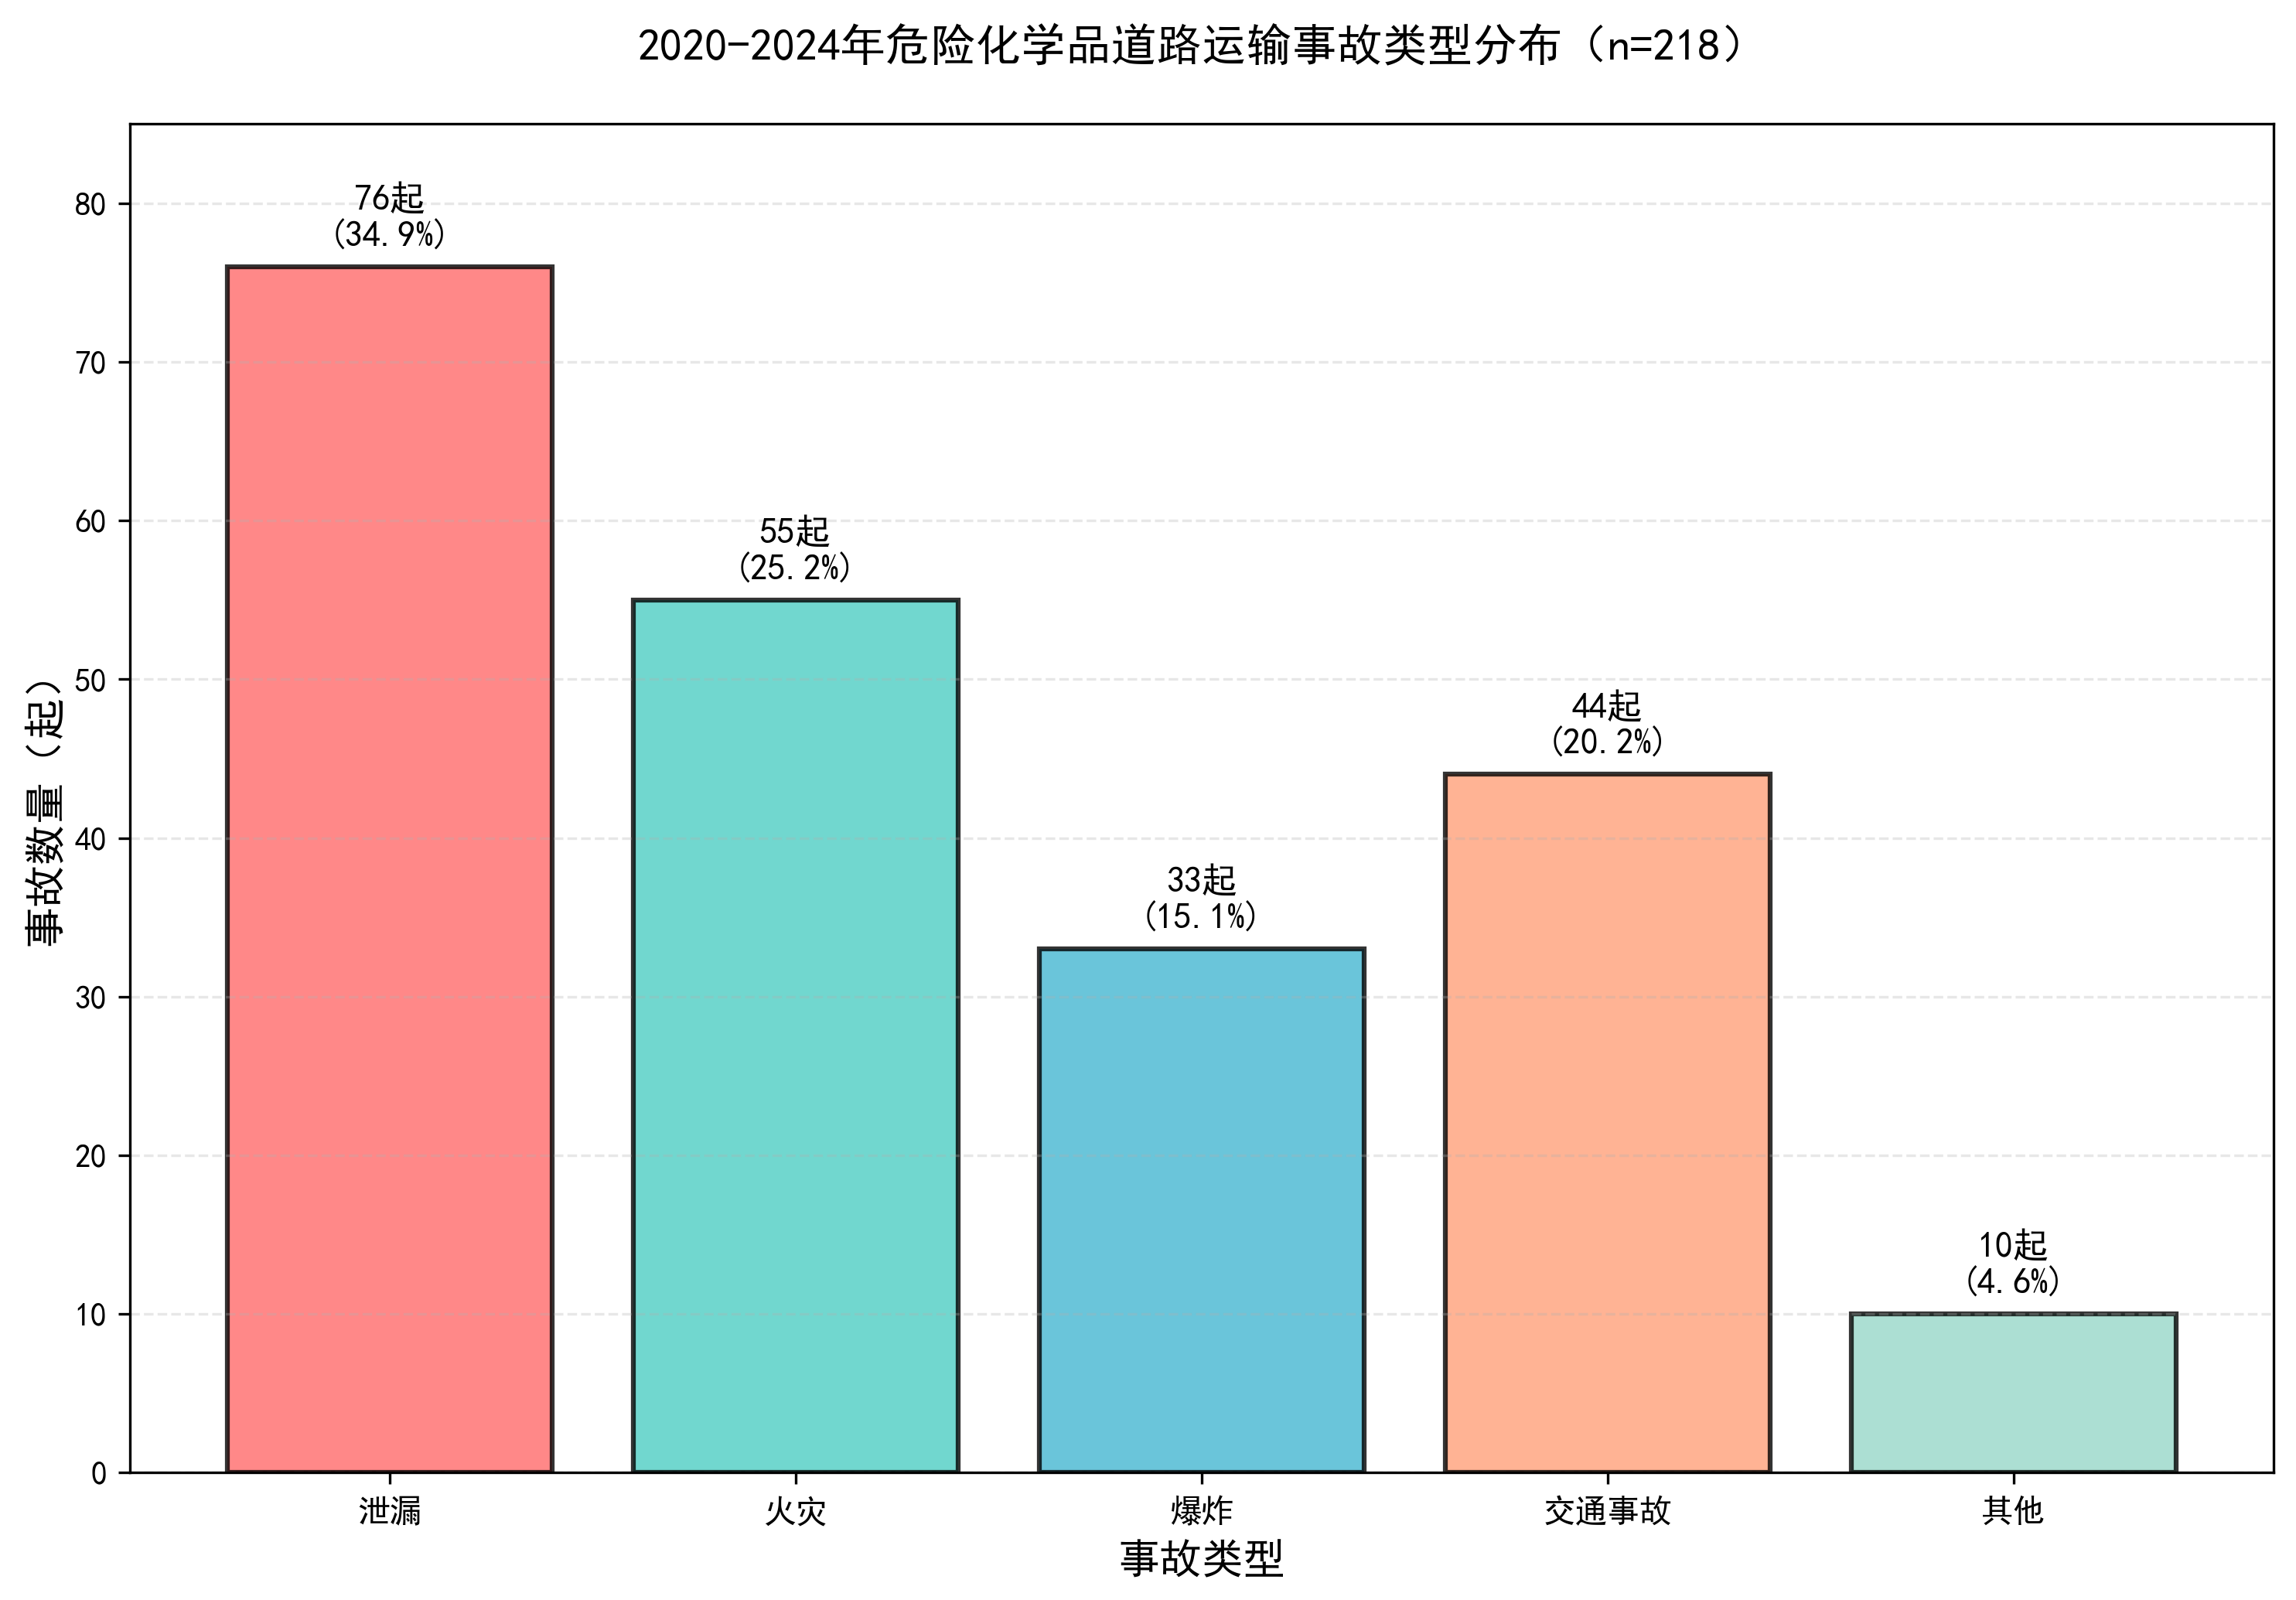 2020-2024年危险化学品道路运输事故类型分布（n=218）
事故数量（起）
80
70
60
50
40
30
20
10
0
76起
(34.9%)
55起
(25.2%)
33起
(15.1%)
44起
(20.2%)
10起
(4.6%)
泄漏
火灾
爆炸
交通事故
其他
事故类型